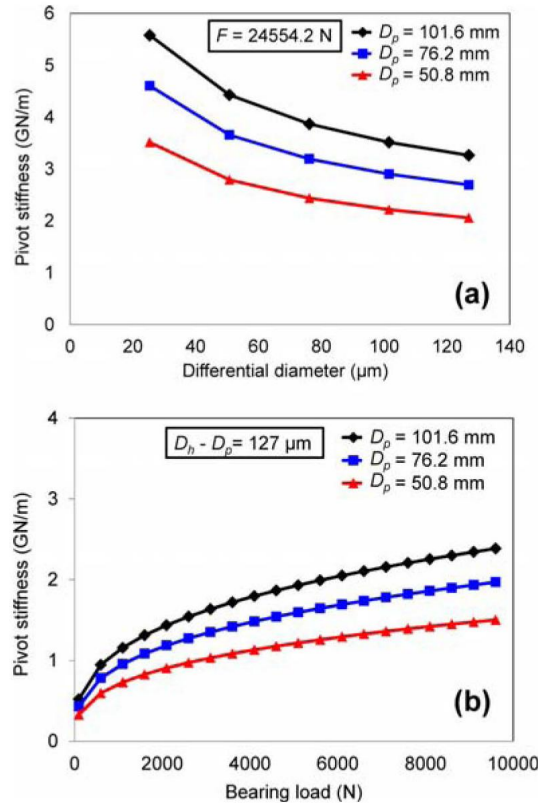 F = 24554.2 N
Dp = 101.6 mm
Dp = 76.2 mm
Dp = 50.8 mm
Pivot stiffness (GN/m)
6
5
4
3
2
1
0
(a)
0 20 40 60 80 100 120 140
Differential diameter (µm)
Dh - Dp= 127 µm
Dp = 101.6 mm
Dp = 76.2 mm
Dp = 50.8 mm
Pivot stiffness (GN/m)
4
3
2
1
0
(b)
0 2000 4000 6000 8000 10000
Bearing load (N)